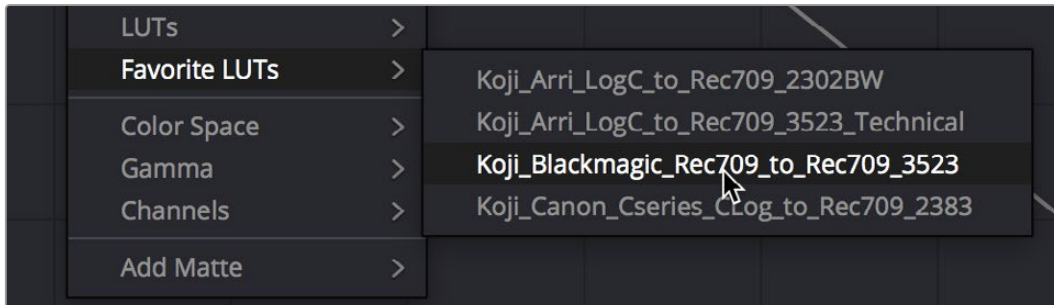 LUTs >
Favorite LUTs >
Koji_Arri_LogC_to_Rec709_2302BW
Koji_Arri_LogC_to_Rec709_3523_Technical
Koji_Blackmagic_Rec709_to_Rec709_3523
Koji_Canon_Cseries_CLog_to_Rec709_2383
Color Space >
Gamma >
Channels >
Add Matte >